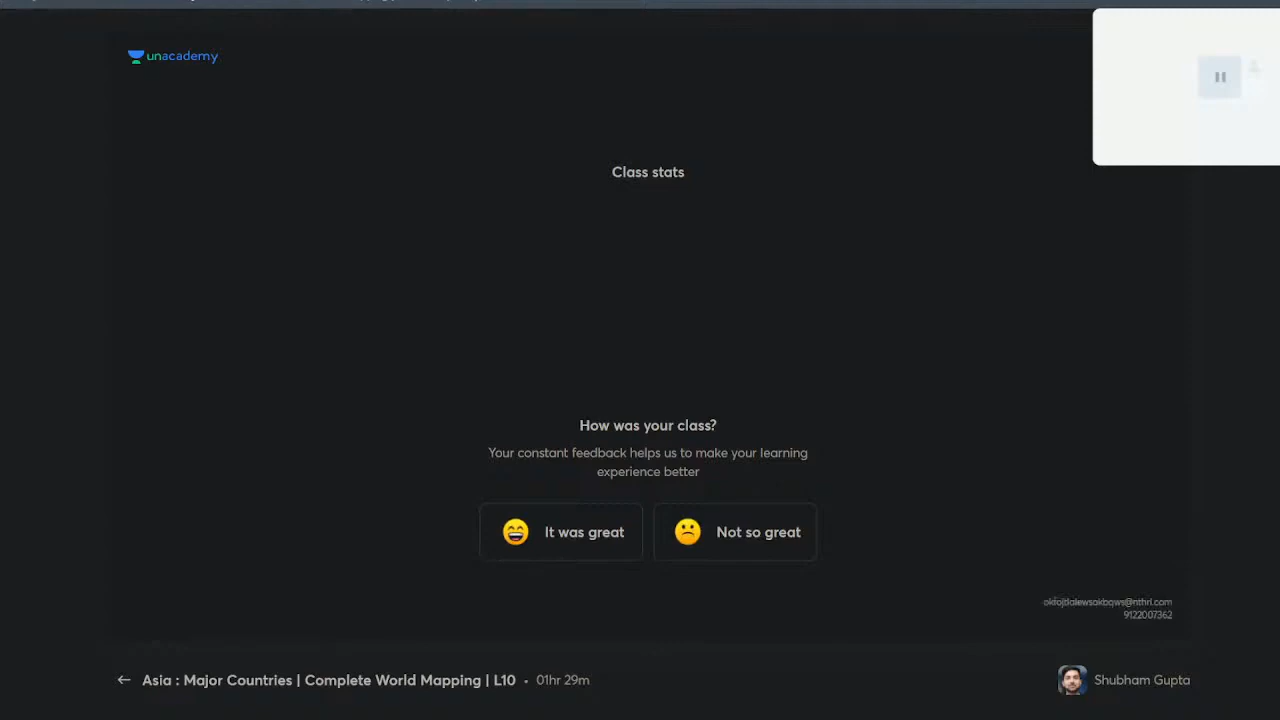 unacademy
Class stats
How was your class?
Your constant feedback helps us to make your learning
experience better
It was great
Not so great
9122007362
Asia : Major Countries | Complete World Mapping | L10 • 01hr 29m
Shubham Gupta